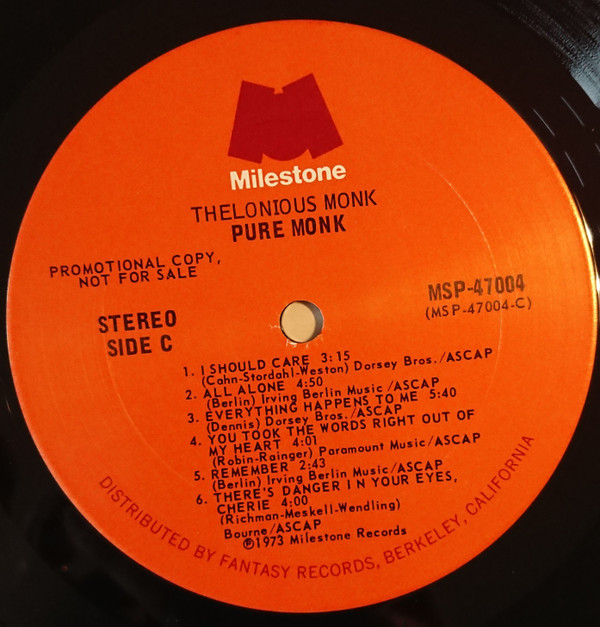 Milestone
THELONIOUS MONK
PURE MONK
PROMOTIONAL COPY,
NOT FOR SALE
STEREO
SIDE C
MSP-47004
(MSP-47004-C)
1. I SHOULD CARE 3:15
(Cahn-Stordahl-Weston) Dorsey Bros./ASCAP
2. ALL ALONE 4:50
(Berlin) Irving Berlin Music/ASCAP
3. EVERYTHING HAPPENS TO ME 5:40
(Dennis) Dorsey Bros./ASCAP
4. YOU TOOK THE WORDS RIGHT OUT OF
MY HEART 4:01
(Robin-Rainger) Paramount Music/ASCAP
5. REMEMBER 2:43
(Berlin) Irving Berlin Music/ASCAP
6. THERE'S DANGER IN YOUR EYES,
CHERIE 4:00
(Richman-Meskell-Wendling)
Bourne/ASCAP
℗1973 Milestone Records
DISTRIBUTED BY FANTASY RECORDS, BERKELEY, CALIFORNIA